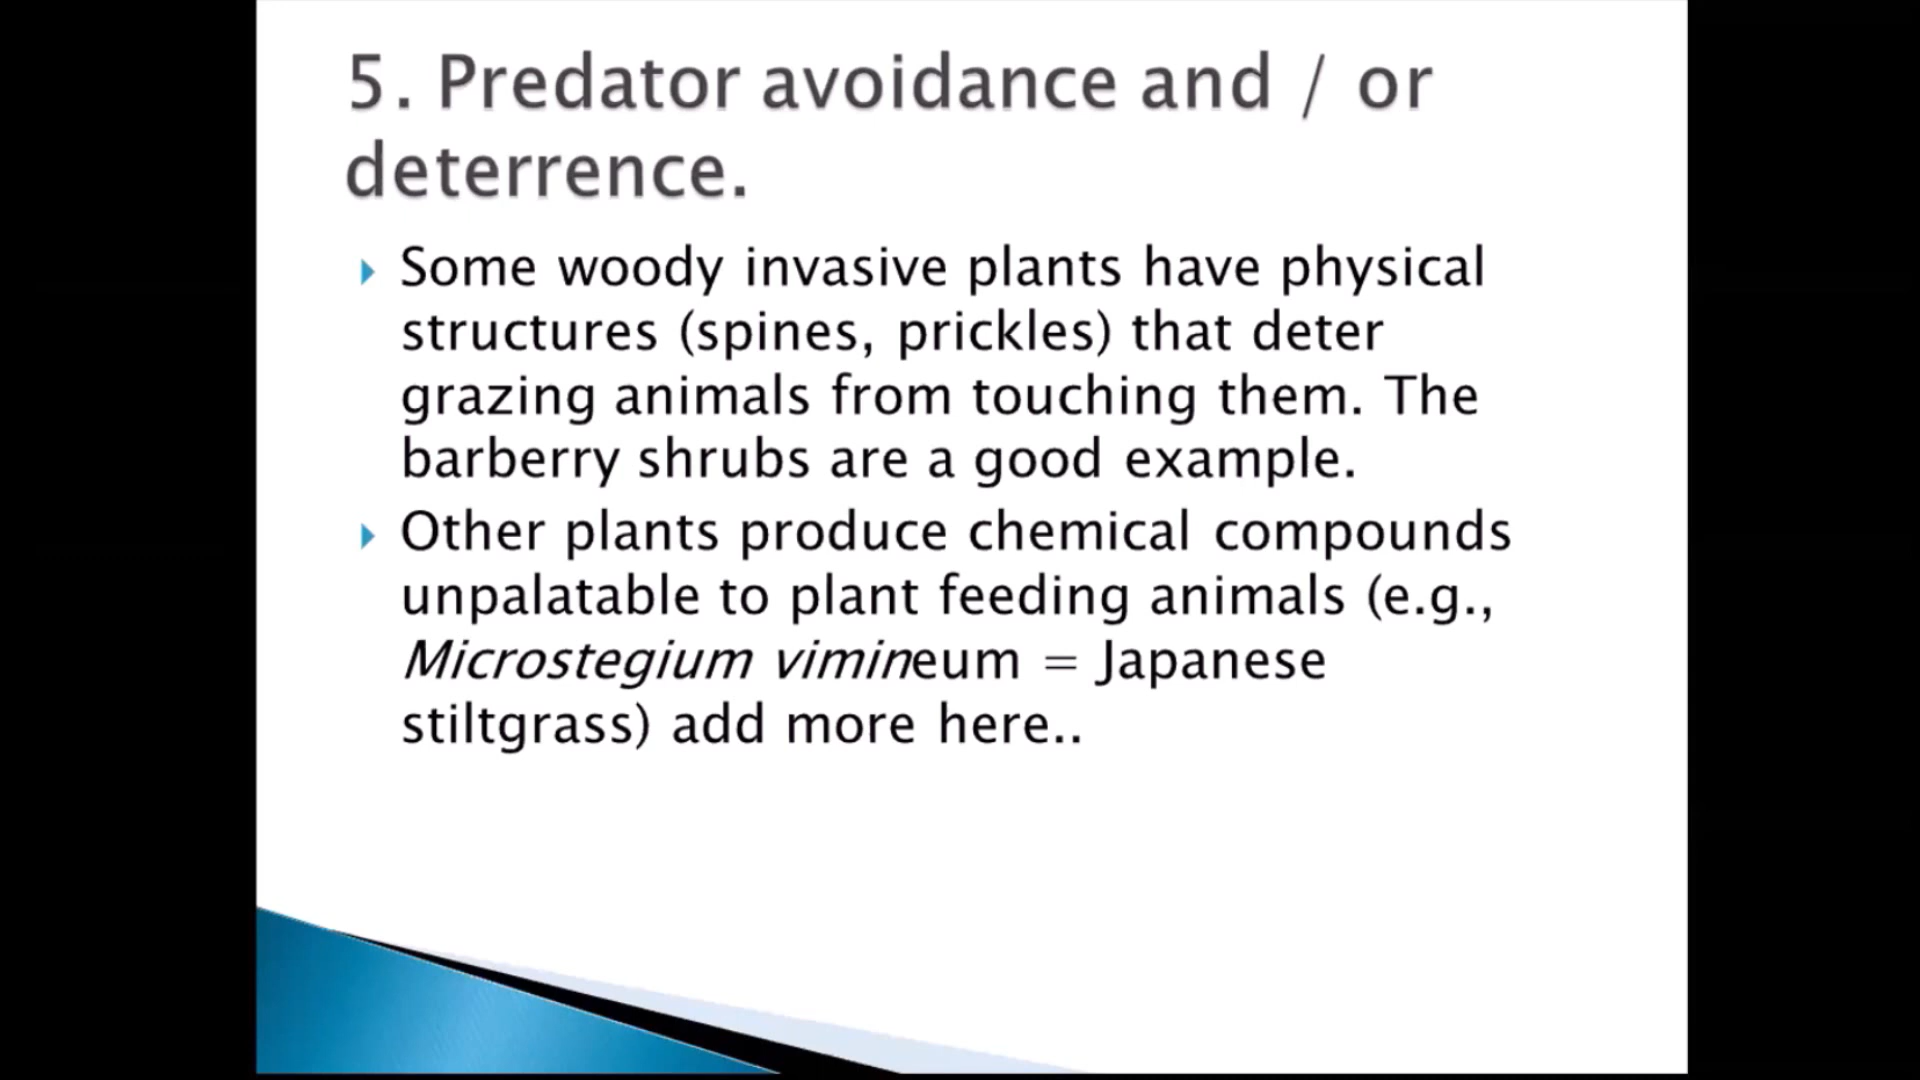 5. Predator avoidance and / or
deterrence.
Some woody invasive plants have physical
structures (spines, prickles) that deter
grazing animals from touching them. The
barberry shrubs are a good example.
Other plants produce chemical compounds
unpalatable to plant feeding animals (e.g.,
Microstegium vimineum = Japanese
stiltgrass) add more here..